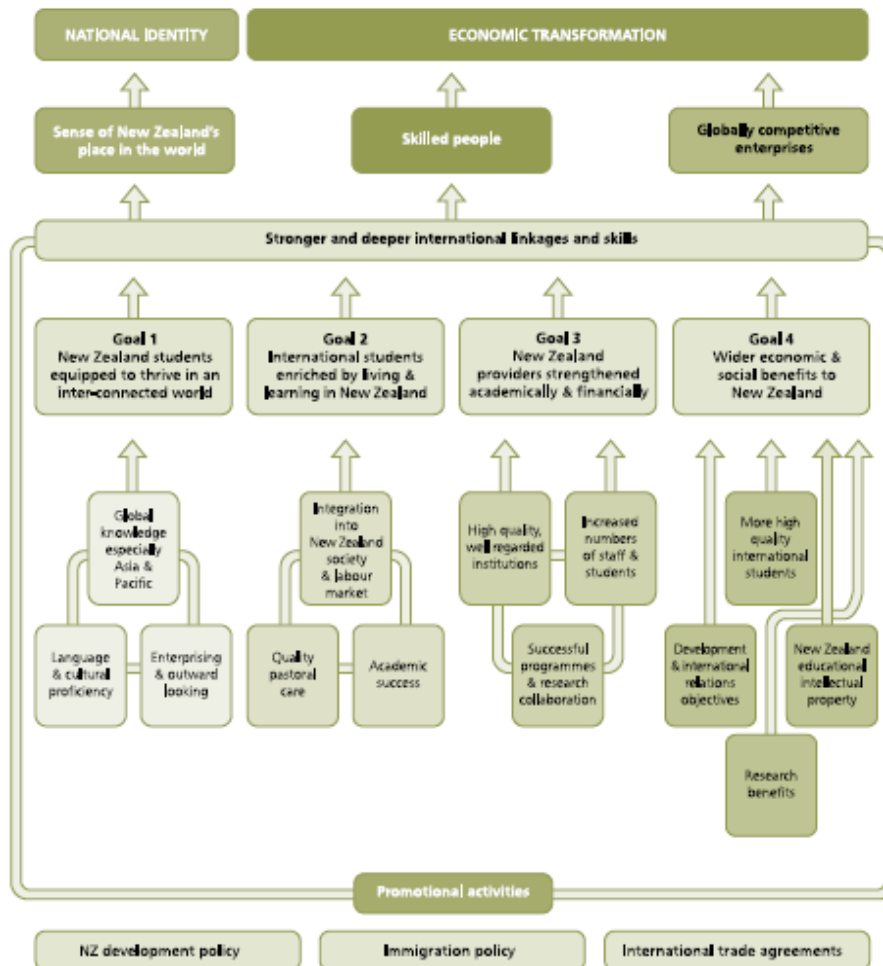 NATIONAL IDENTITY
ECONOMIC TRANSFORMATION
Sense of New Zealand's
place in the world
Skilled people
Globally competitive
enterprises
Stronger and deeper international linkages and skills
Goal 1
New Zealand students
equipped to thrive in an
inter-connected world
Goal 2
International students
enriched by living &
learning in New Zealand
Goal 3
New Zealand
providers strengthened
academically & financially
Goal 4
Wider economic &
social benefits to
New Zealand
Global
knowledge
especially
Asia &
Pacific
Language
& cultural
proficiency
Enterprising
& outward
looking
Integration
into
New Zealand
society
& labour
market
Quality
pastoral
care
Academic
success
High quality,
well regarded
institutions
Increased
numbers
of staff &
students
Successful
programmes
& research
collaboration
More high
quality
international
students
Development
& international
relations
objectives
New Zealand
educational
intellectual
property
Research
benefits
Promotional activities
NZ development policy
Immigration policy
International trade agreements